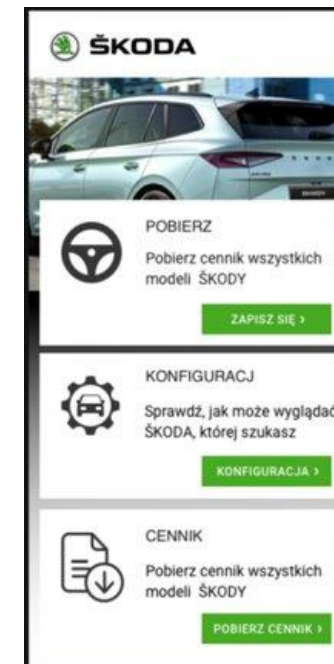 ŠKODA
POBIERZ
Pobierz cennik wszystkich
modeli ŠKODY
ZAPISZ SIĘ ›
KONFIGURACJ
Sprawdź, jak może wyglądać
ŠKODA, której szukasz
KONFIGURACJA ›
CENNIK
Pobierz cennik wszystkich
modeli ŠKODY
POBIERZ CENNIK ›